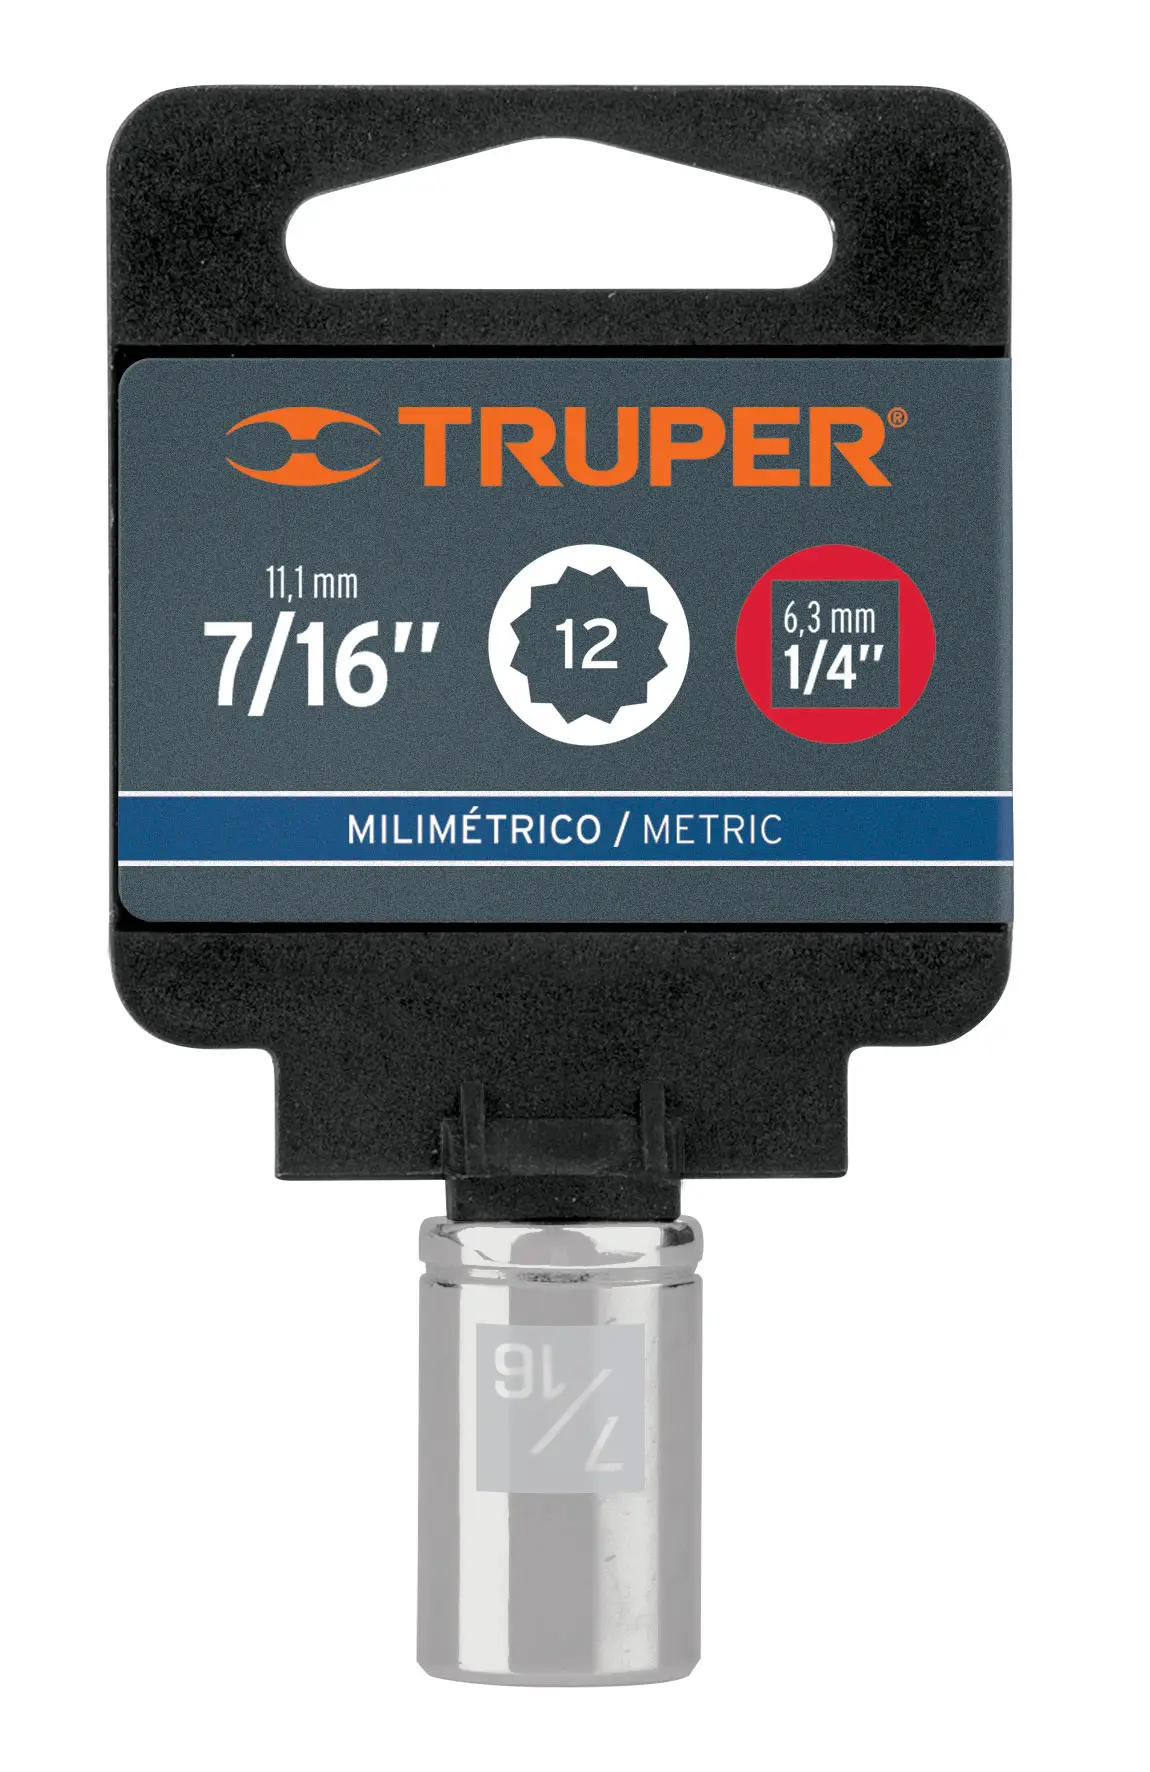 TRUPER®
11,1 mm
7/16"
12
6,3 mm
1/4"
MILIMÉTRICO / METRIC
7/16